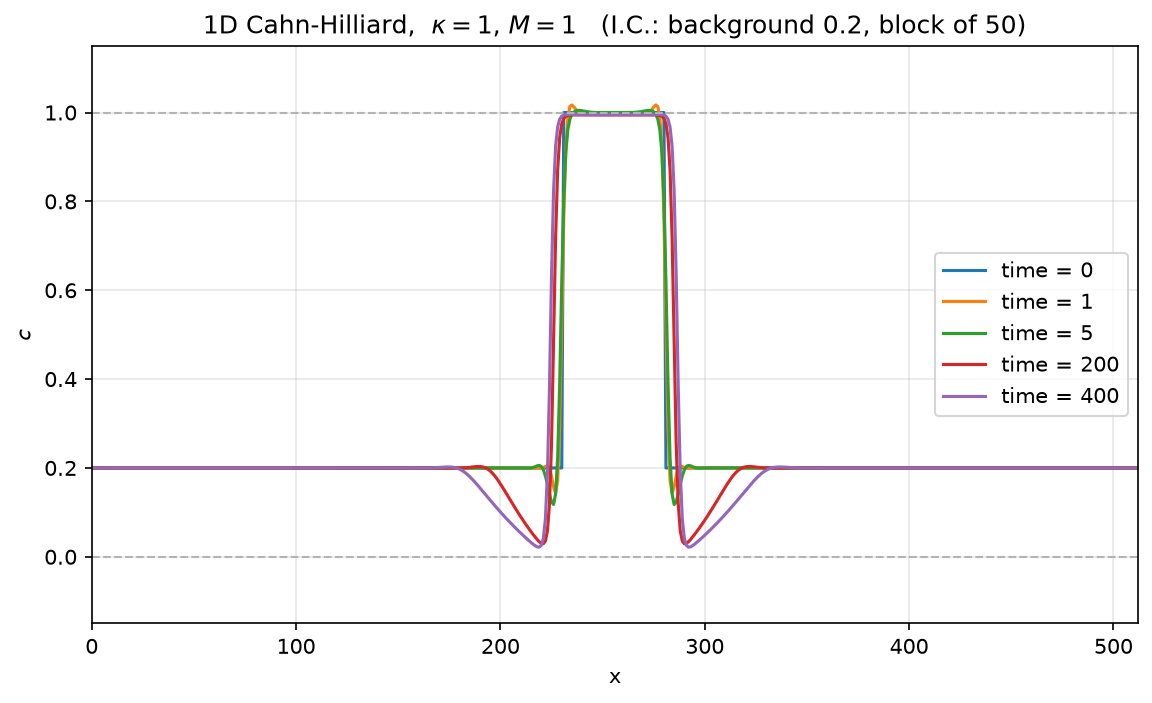 1D Cahn-Hilliard, κ = 1, M = 1 (I.C.: background 0.2, block of 50)
1.0
0.8
0.6
0.4
0.2
0.0
c
time = 0
time = 1
time = 5
time = 200
time = 400
0 100 200 300 400 500
x